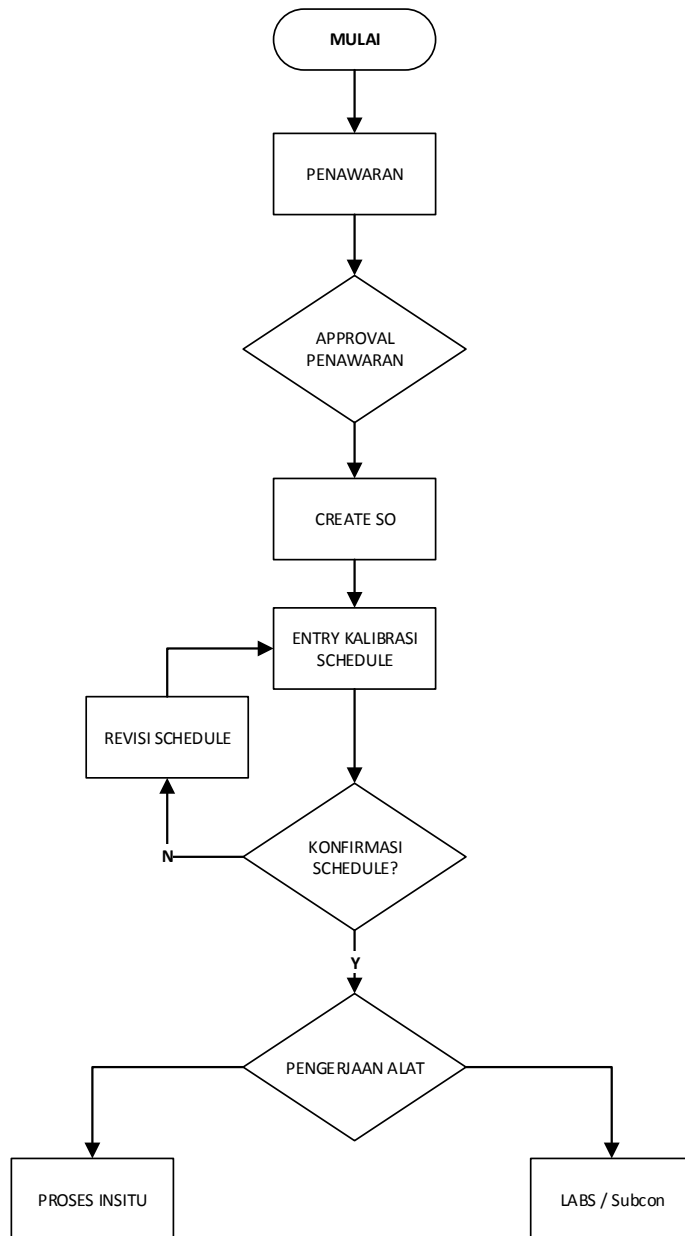 MULAI
PENAWARAN
APPROVAL
PENAWARAN
CREATE SO
ENTRY KALIBRASI
SCHEDULE
REVISI SCHEDULE
KONFIRMASI
SCHEDULE?
N
Y
PENGERJAAN ALAT
PROSES INSITU
LABS / Subcon